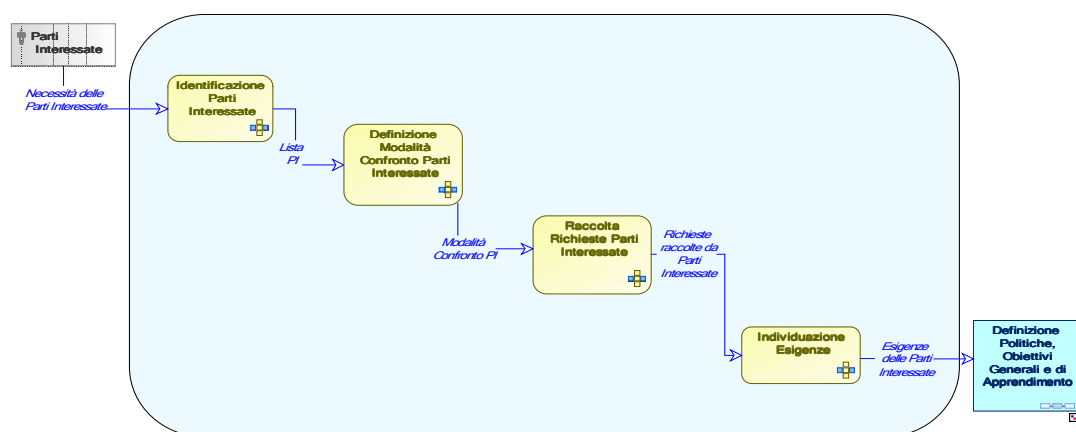 Parti
Interessate
Necessità delle
Parti Interessate
Identificazione
Parti
Interessate
Lista
PI
Definizione
Modalità
Confronto Parti
Interessate
Modalità
Confronto PI
Raccolta
Richieste Parti
Interessate
Richieste
raccolte da
Parti
Interessate
Individuazione
Esigenze
Esigenze
delle Parti
Interessate
Definizione
Politiche,
Obiettivi
Generali e di
Apprendimento